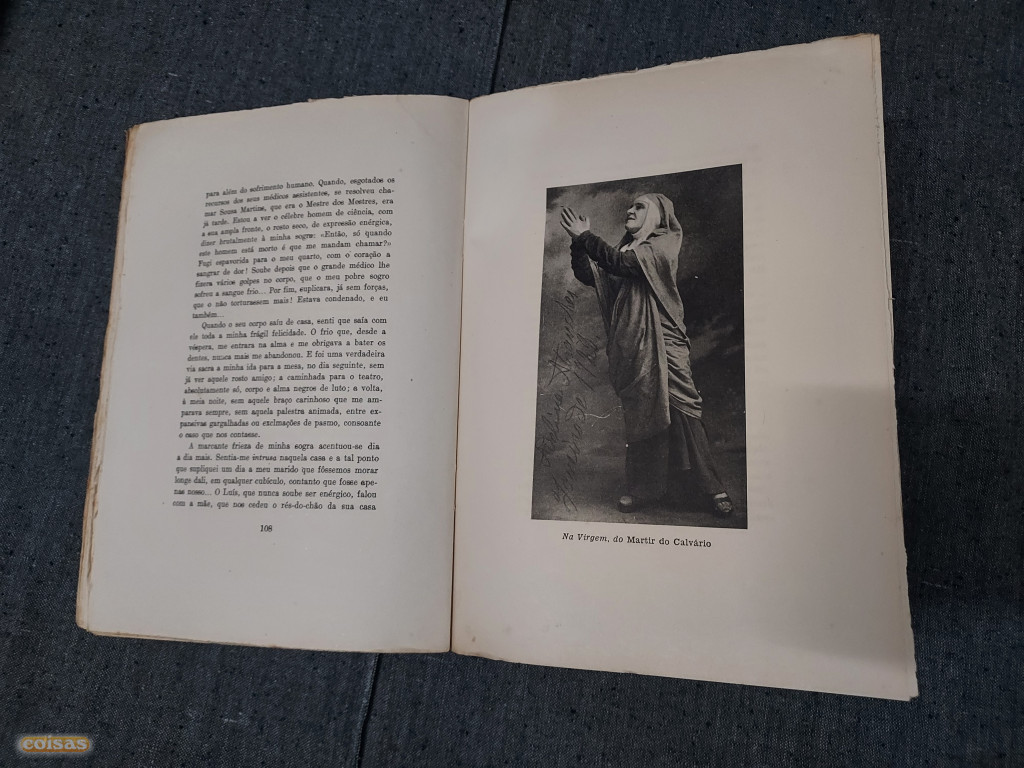 para além do sofrimento humano. Quando, esgotados os
recursos dos seus médicos assistentes, se resolveu cha-
mar Sousa Martins, que era o Mestre dos Mestres, era
já tarde. Estou a ver o célebre homem de ciência, com
a sua ampla fronte, o rosto seco, de expressão enérgica,
dizer brutalmente à minha sogra: «Então, só quando
este homem está morto é que me mandam chamar?»
Fugi espavorida para o meu quarto, com o coração a
sangrar de dor! Soube depois que o grande médico lhe
fizera vários golpes no corpo, que o meu pobre sogro
sofreu a sangue frio... Por fim, suplicara, já sem forças,
que o não torturassem mais! Estava condenado, e eu
também...
Quando o seu corpo saíu de casa, senti que saía com
ele toda a minha frágil felicidade. O frio que, desde a
véspera, me entrara na alma e me obrigava a bater os
dentos, nunca mais me abandonou. E foi uma verdadeira
via sacra a minha ida para a mesa, no dia seguinte, sem
já ver aquele rosto amigo; a caminhada para o teatro,
absolutamente só, corpo e alma negros de luto; a volta,
à meia noite, sem aquele braço carinhoso que me am-
parava sempre, sem aquela palestra animada, entre ex-
pansivas gargalhadas ou exclmações de pasmo, consoante
o caso que nos contasse.
A marcante frieza de minha sogra acentuou-se dia
a dia mais. Sentia-me intrusa naquela casa e a tal ponto
que supliquei um dia a meu marido que fôssemos morar
longe dali, em qualquer cubículo, contanto que fosse ape-
nas nosso... O Luís, que nunca soube ser enérgico, falou
com a mãe, que nos cedeu o rés-do-chão da sua casa
108
Na Virgem, do Martir do Calvário
coisas